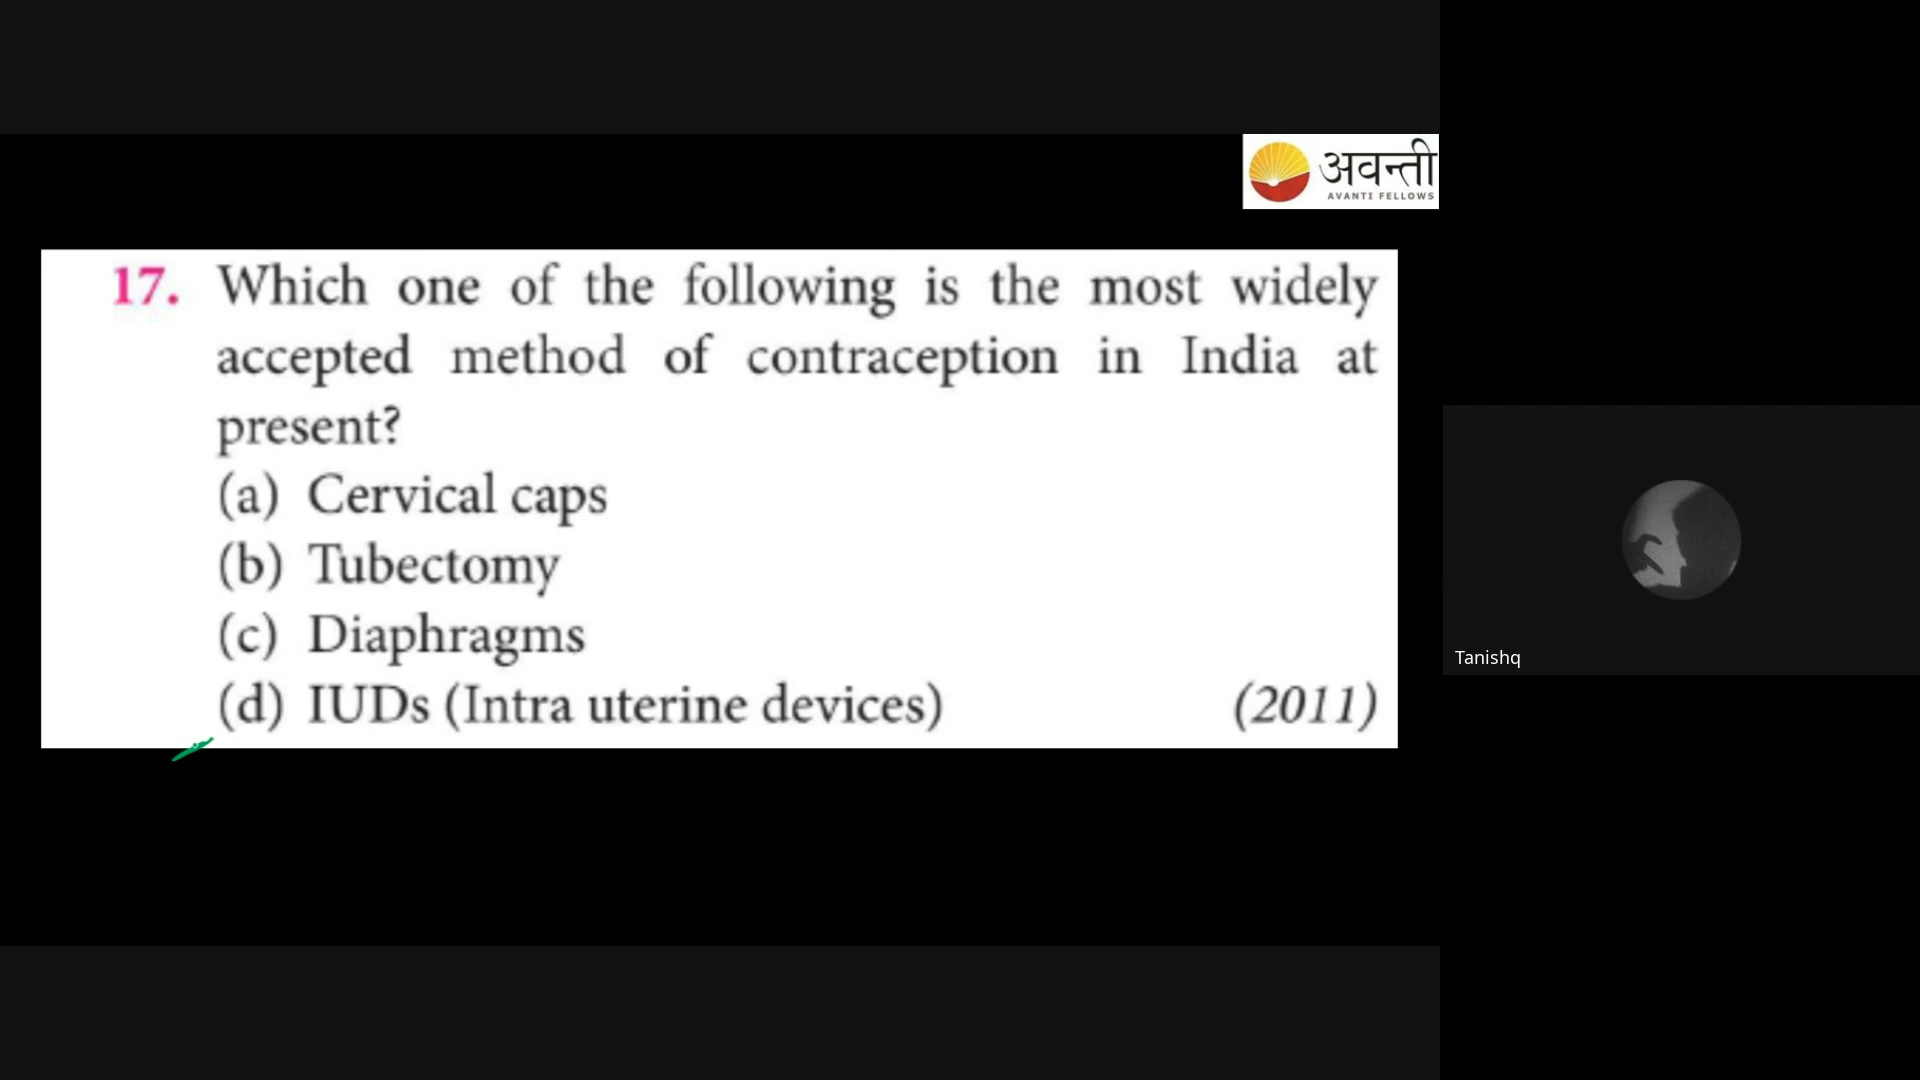 अवन्ती
AVANTI FELLOWS
17. Which one of the following is the most widely
accepted method of contraception in India at
present?
(a) Cervical caps
(b) Tubectomy
(c) Diaphragms
(d) IUDs (Intra uterine devices) (2011)
Tanishq